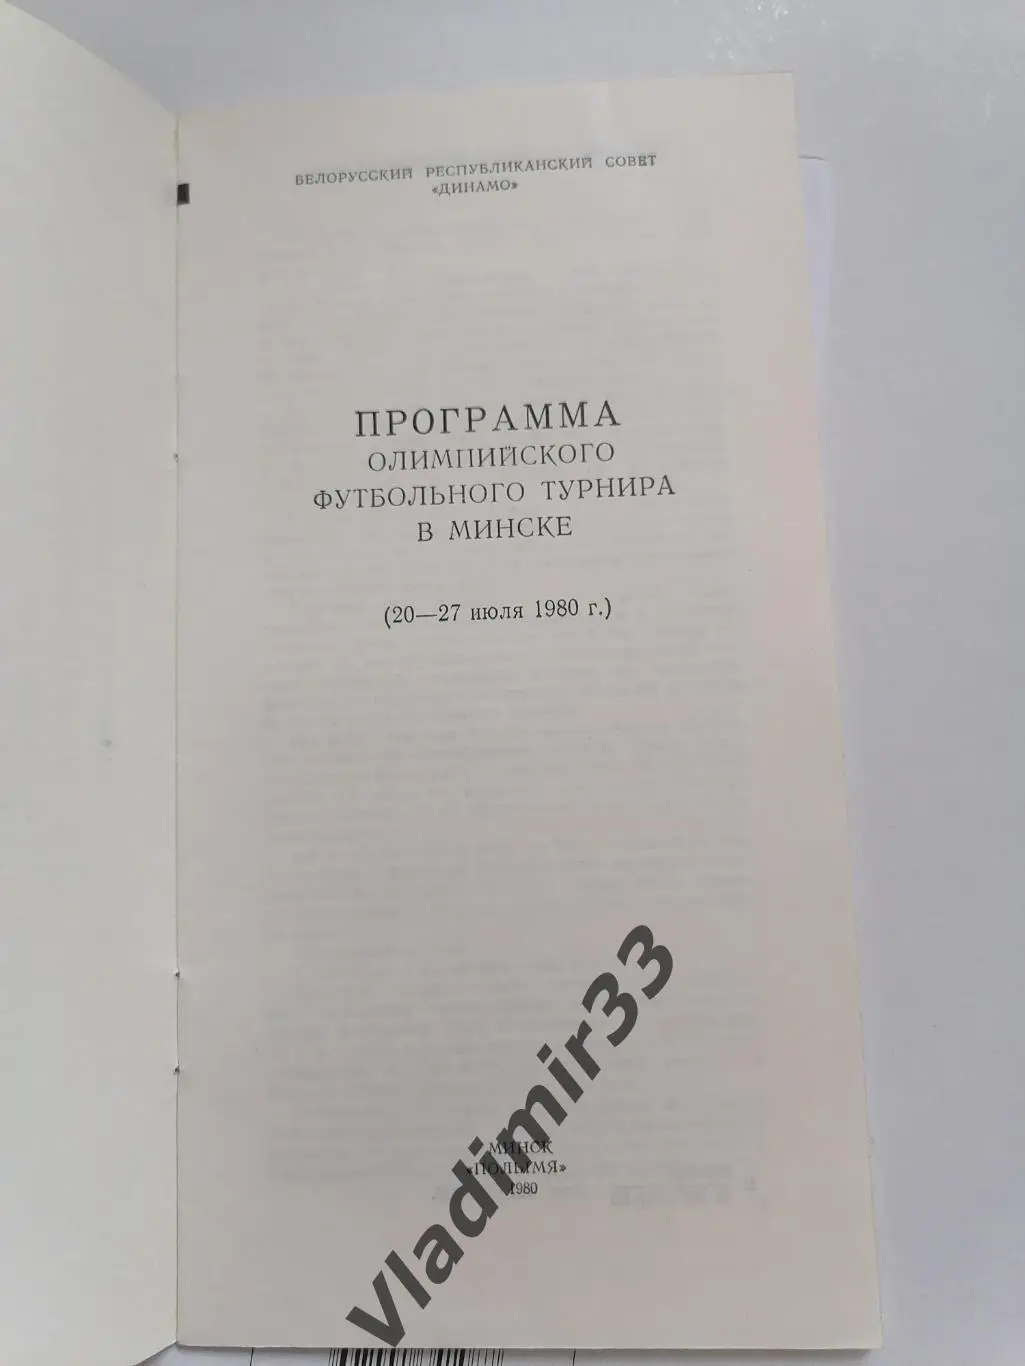 БЕЛОРУССКИЙ РЕСПУБЛИКАНСКИЙ СОВЕТ
«ДИНАМО»
ПРОГРАММА
ОЛИМПИЙСКОГО
ФУТБОЛЬНОГО ТУРНИРА
В МИНСКЕ
(20—27 июля 1980 г.)
МИНСК
«ПОЛЫМЯ»
1980
Vladimir33